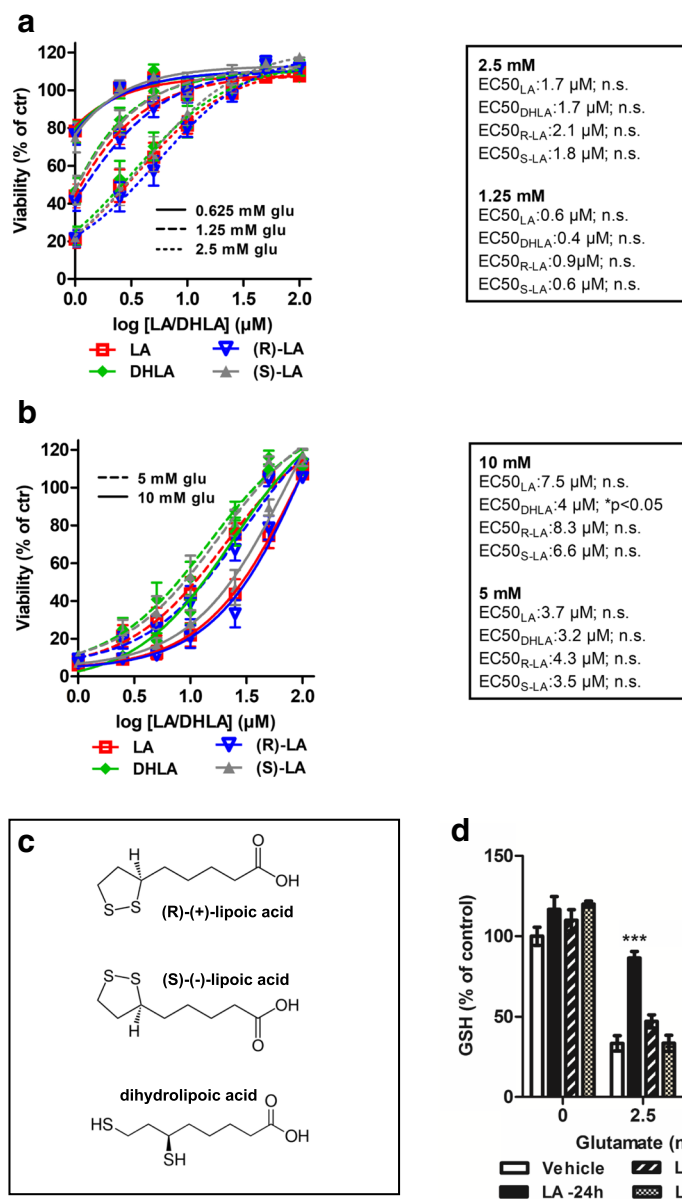 a
120
100
80
60
40
20
0
Viability (% of ctr)
0.625 mM glu
1.25 mM glu
2.5 mM glu
0.0 0.5 1.0 1.5 2.0
log [LA/DHLA] (µM)
LA (R)-LA
DHLA (S)-LA
2.5 mM
EC50LA:1.7 µM; n.s.
EC50DHLA:1.7 µM; n.s.
EC50R-LA:2.1 µM; n.s.
EC50S-LA:1.8 µM; n.s.
1.25 mM
EC50LA:0.6 µM; n.s.
EC50DHLA:0.4 µM; n.s.
EC50R-LA:0.9µM; n.s.
EC50S-LA:0.6 µM; n.s.
b
120
100
80
60
40
20
0
Viability (% of ctr)
5 mM glu
10 mM glu
0.0 0.5 1.0 1.5 2.0
log [LA/DHLA] (µM)
LA (R)-LA
DHLA (S)-LA
10 mM
EC50LA:7.5 µM; n.s.
EC50DHLA:4 µM; *p<0.05
EC50R-LA:8.3 µM; n.s.
EC50S-LA:6.6 µM; n.s.
5 mM
EC50LA:3.7 µM; n.s.
EC50DHLA:3.2 µM; n.s.
EC50R-LA:4.3 µM; n.s.
EC50S-LA:3.5 µM; n.s.
c
H
O
OH
S S
(R)-(+)-lipoic acid
S S
(S)-(-)-lipoic acid
OH
H
O
dihydrolipoic acid
O
HS
OH
SH
d
150
100
50
0
GSH (% of control)
***
0 2.5
Glutamate (
Vehicle L
LA -24h L